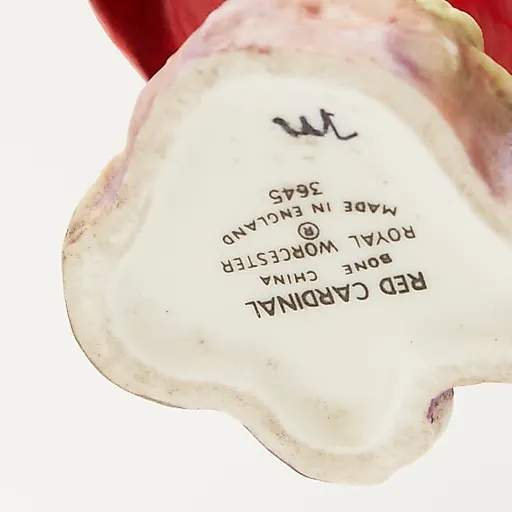 RED CARDINAL
BONE CHINA
ROYAL WORCESTER
®
MADE IN ENGLAND
3645